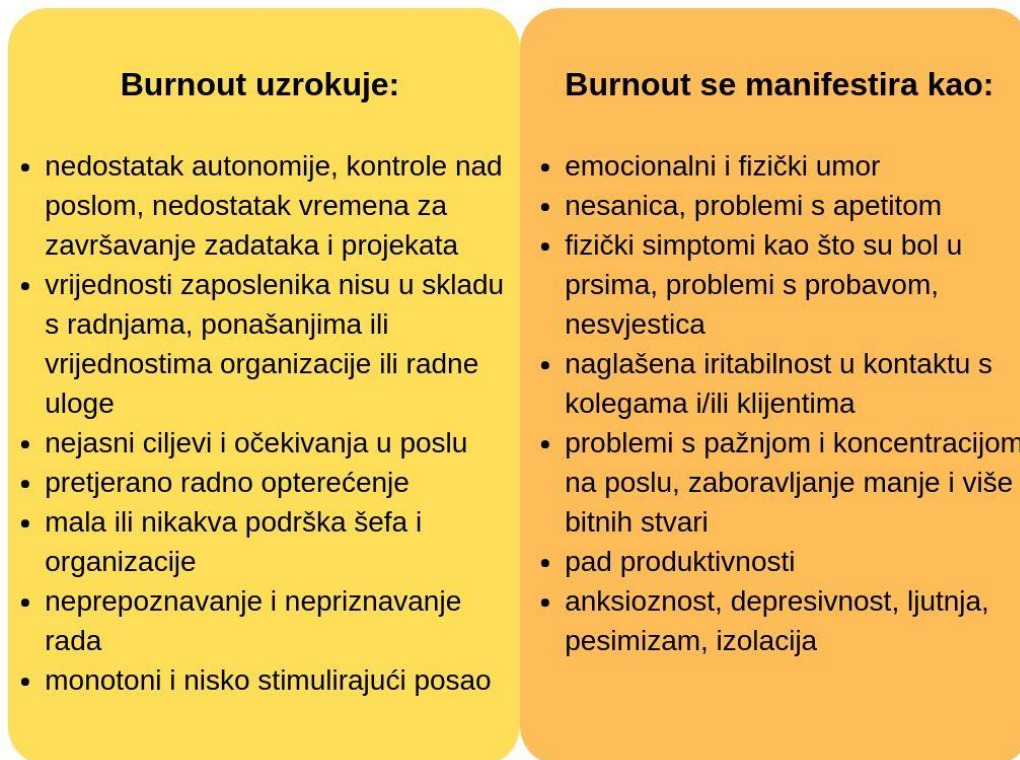 Burnout uzrokuje:
• nedostatak autonomije, kontrole nad
poslom, nedostatak vremena za
završavanje zadataka i projekata
• vrijednosti zaposlenika nisu u skladu
s radnjama, ponašanjima ili
vrijednostima organizacije ili radne
uloge
• nejasni ciljevi i očekivanja u poslu
• pretjerano radno opterećenje
• mala ili nikakva podrška šefa i
organizacije
• neprepoznavanje i nepriznavanje
rada
• monotoni i nisko stimulirajući posao
Burnout se manifestira kao:
• emocionalni i fizički umor
• nesanica, problemi s apetitom
• fizički simptomi kao što su bol u
prsima, problemi s probavom,
nesvjestica
• naglašena iritabilnost u kontaktu s
kolegama i/ili klijentima
• problemi s pažnjom i koncentracijom
na poslu, zaboravljanje manje i više
bitnih stvari
• pad produktivnosti
• anksioznost, depresivnost, ljutnja,
pesimizam, izolacija